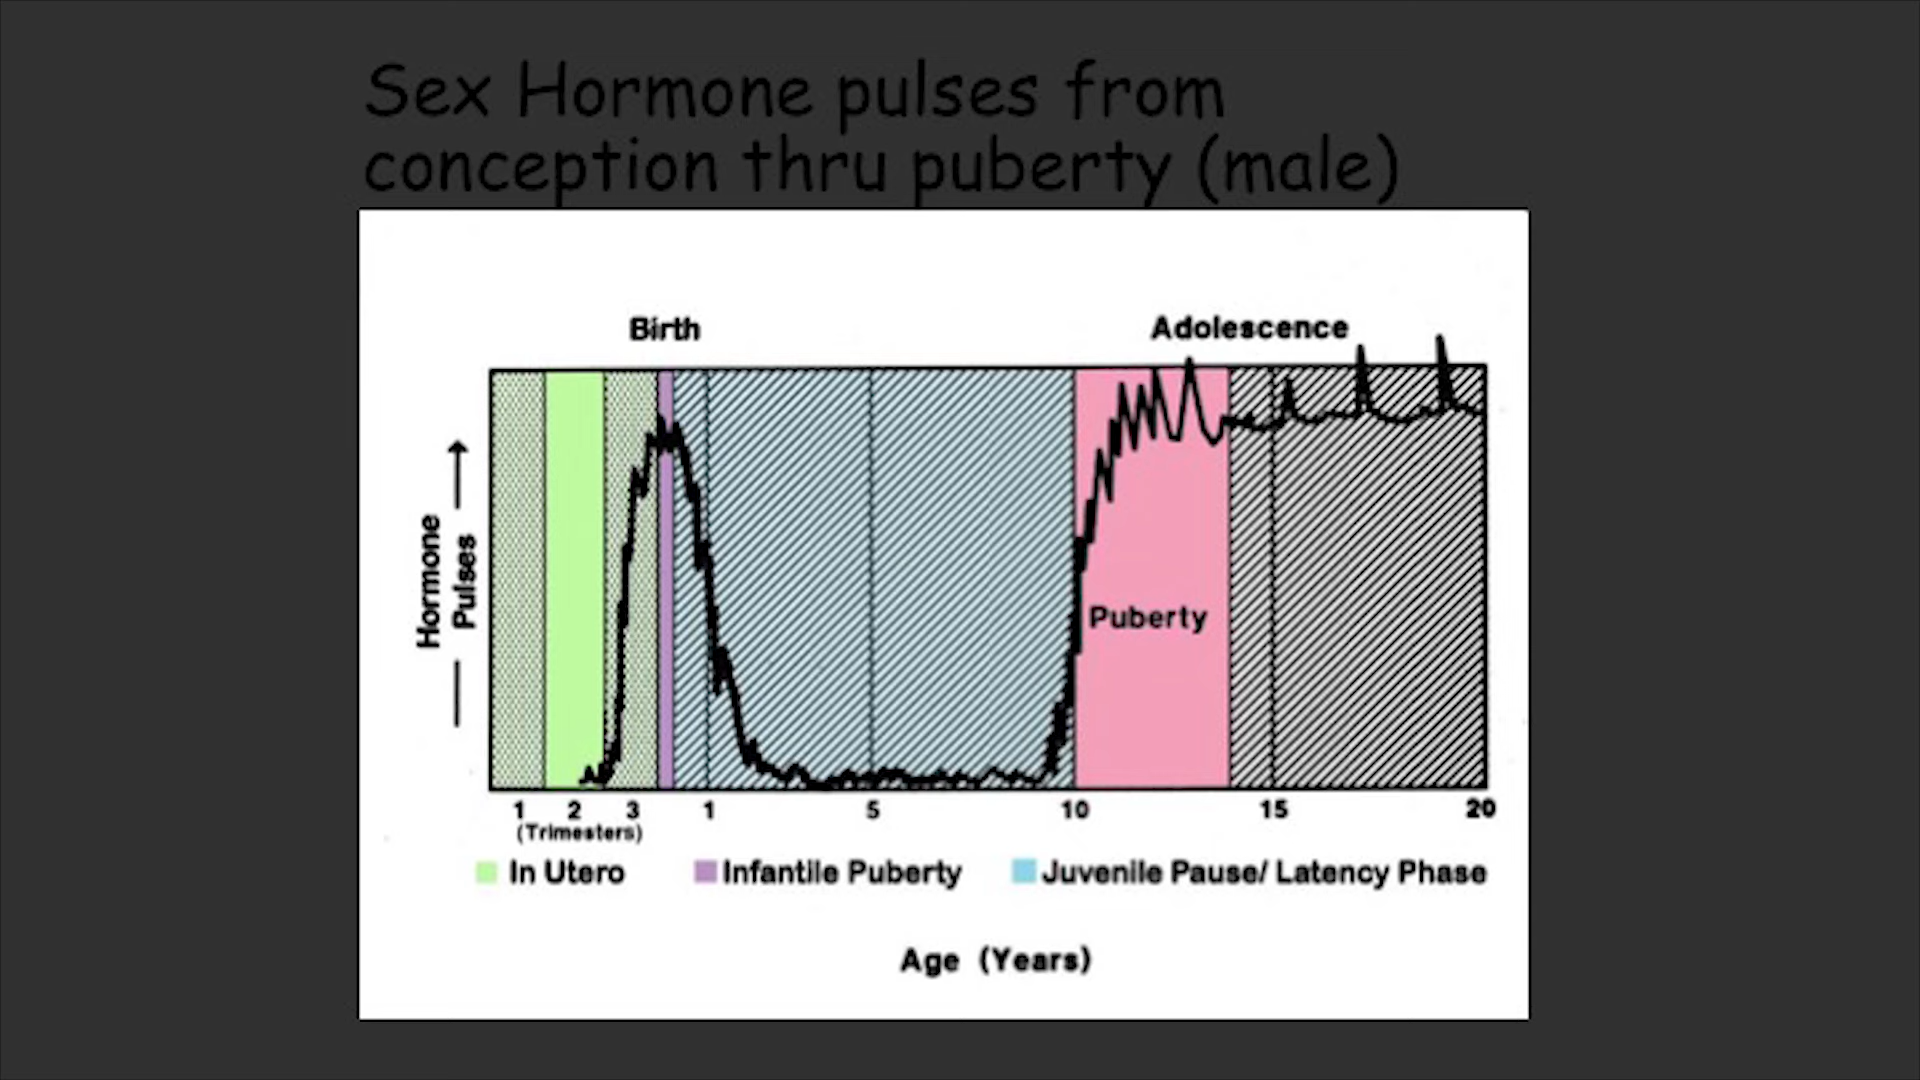 Sex Hormone pulses from
conception thru puberty (male)
Birth
Adolescence
Hormone
Pulses
Puberty
1 2 3 1 5 10 15 20
(Trimesters)
In Utero
Infantile Puberty
Juvenile Pause/ Latency Phase
Age (Years)